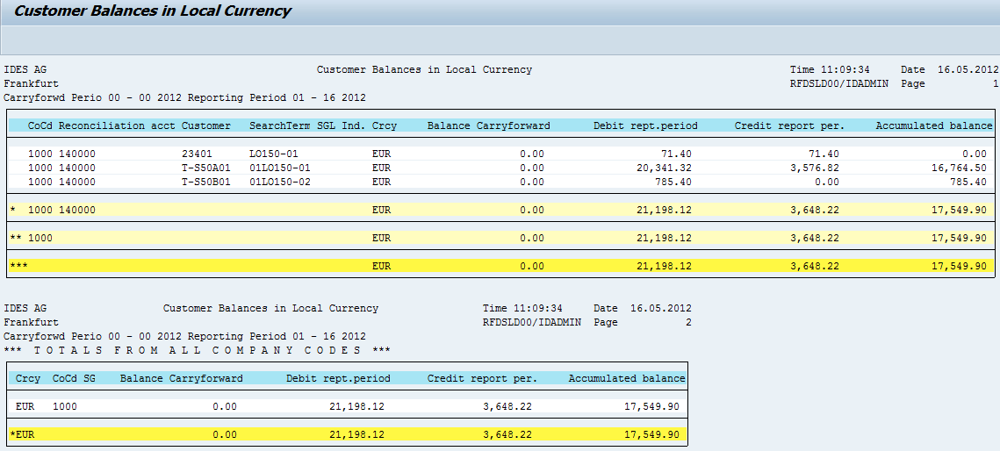 Customer Balances in Local Currency
IDES AG Customer Balances in Local Currency Time 11:09:34 Date 16.05.2012
Frankfurt RFDSLD00/IDADMIN Page 1
Carryforwd Perio 00 - 00 2012 Reporting Period 01 - 16 2012
CoCd Reconciliation acct Customer SearchTerm SGL Ind. Crcy Balance Carryforward Debit rept.period Credit report per. Accumulated balance
1000 140000 23401 LO150-01 EUR 0.00 71.40 71.40 0.00
1000 140000 T-S50A01 01LO150-01 EUR 0.00 20,341.32 3,576.82 16,764.50
1000 140000 T-S50B01 01LO150-02 EUR 0.00 785.40 0.00 785.40
* 1000 140000 EUR 0.00 21,198.12 3,648.22 17,549.90
** 1000 EUR 0.00 21,198.12 3,648.22 17,549.90
*** EUR 0.00 21,198.12 3,648.22 17,549.90
IDES AG Customer Balances in Local Currency Time 11:09:34 Date 16.05.2012
Frankfurt RFDSLD00/IDADMIN Page 2
Carryforwd Perio 00 - 00 2012 Reporting Period 01 - 16 2012
*** T O T A L S F R O M A L L C O M P A N Y C O D E S ***
Crcy CoCd SG Balance Carryforward Debit rept.period Credit report per. Accumulated balance
EUR 1000 0.00 21,198.12 3,648.22 17,549.90
*EUR 0.00 21,198.12 3,648.22 17,549.90